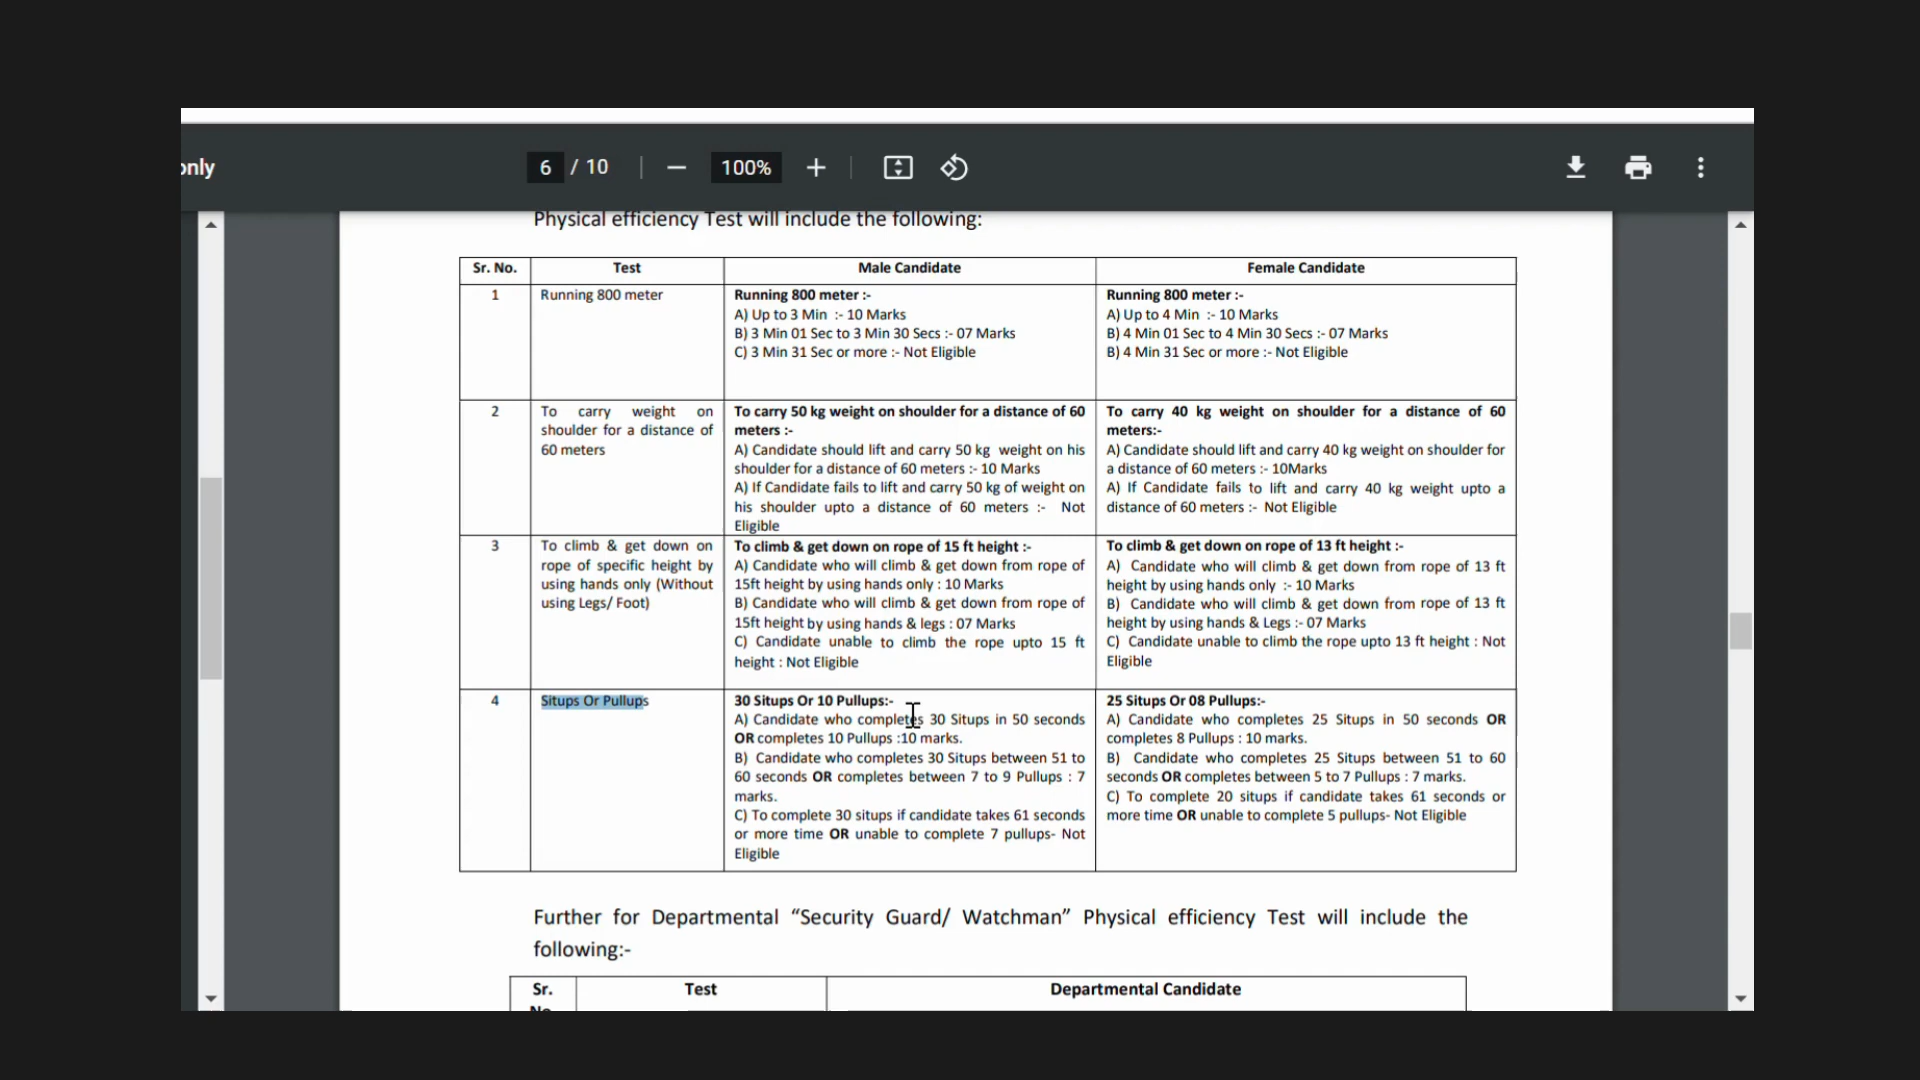 only
6 / 10
100%
Physical efficiency Test will include the following:
Sr. No. Test Male Candidate Female Candidate
1 Running 800 meter
Running 800 meter :-
A) Up to 3 Min :- 10 Marks
B) 3 Min 01 Sec to 3 Min 30 Secs :- 07 Marks
C) 3 Min 31 Sec or more :- Not Eligible
Running 800 meter :-
A) Up to 4 Min :- 10 Marks
B) 4 Min 01 Sec to 4 Min 30 Secs :- 07 Marks
B) 4 Min 31 Sec or more :- Not Eligible
2 To carry weight on
shoulder for a distance of
60 meters
To carry 50 kg weight on shoulder for a distance of 60
meters :-
A) Candidate should lift and carry 50 kg weight on his
shoulder for a distance of 60 meters :- 10 Marks
A) If Candidate fails to lift and carry 50 kg of weight on
his shoulder upto a distance of 60 meters :- Not
Eligible
To carry 40 kg weight on shoulder for a distance of 60
meters:-
A) Candidate should lift and carry 40 kg weight on shoulder for
a distance of 60 meters :- 10Marks
A) If Candidate fails to lift and carry 40 kg weight upto a
distance of 60 meters :- Not Eligible
3 To climb & get down on
rope of specific height by
using hands only (Without
using Legs/ Foot)
To climb & get down on rope of 15 ft height :-
A) Candidate who will climb & get down from rope of
15ft height by using hands only : 10 Marks
B) Candidate who will climb & get down from rope of
15ft height by using hands & legs : 07 Marks
C) Candidate unable to climb the rope upto 15 ft
height : Not Eligible
To climb & get down on rope of 13 ft height :-
A) Candidate who will climb & get down from rope of 13 ft
height by using hands only :- 10 Marks
B) Candidate who will climb & get down from rope of 13 ft
height by using hands & Legs :- 07 Marks
C) Candidate unable to climb the rope upto 13 ft height : Not
Eligible
4 Situps Or Pullups
30 Situps Or 10 Pullups:-
A) Candidate who completes 30 Situps in 50 seconds
OR completes 10 Pullups :10 marks.
B) Candidate who completes 30 Situps between 51 to
60 seconds OR completes between 7 to 9 Pullups : 7
marks.
C) To complete 30 situps if candidate takes 61 seconds
or more time OR unable to complete 7 pullups- Not
Eligible
25 Situps Or 08 Pullups:-
A) Candidate who completes 25 Situps in 50 seconds OR
completes 8 Pullups : 10 marks.
B) Candidate who completes 25 Situps between 51 to 60
seconds OR completes between 5 to 7 Pullups : 7 marks.
C) To complete 20 situps if candidate takes 61 seconds or
more time OR unable to complete 5 pullups- Not Eligible
Further for Departmental “Security Guard/ Watchman” Physical efficiency Test will include the
following:-
Sr. Test Departmental Candidate
No